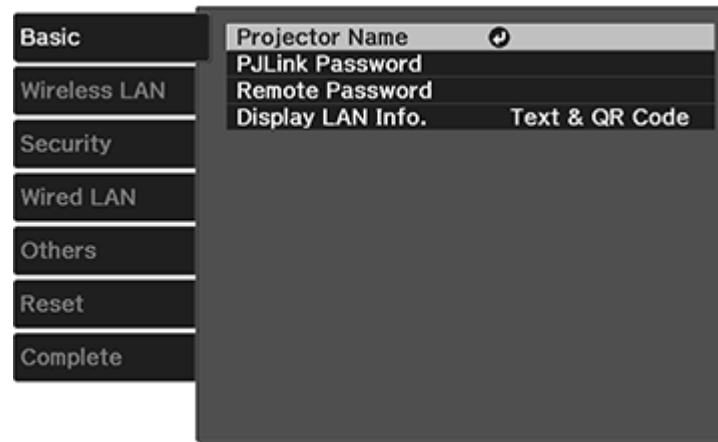 Basic
Wireless LAN
Security
Wired LAN
Others
Reset
Complete
Projector Name
PJLink Password
Remote Password
Display LAN Info. Text & QR Code